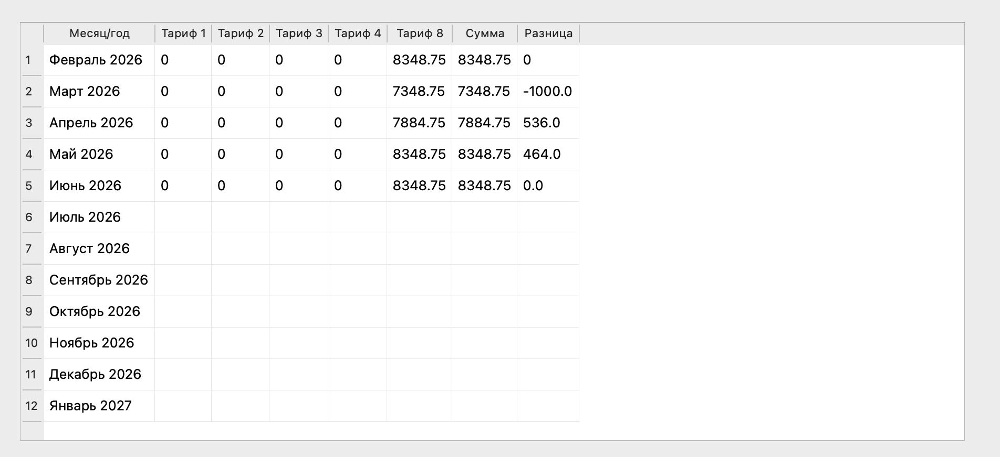 Месяц/год Тариф 1 Тариф 2 Тариф 3 Тариф 4 Тариф 8 Сумма Разница
1 Февраль 2026 0 0 0 0 8348.75 8348.75 0
2 Март 2026 0 0 0 0 7348.75 7348.75 -1000.0
3 Апрель 2026 0 0 0 0 7884.75 7884.75 536.0
4 Май 2026 0 0 0 0 8348.75 8348.75 464.0
5 Июнь 2026 0 0 0 0 8348.75 8348.75 0.0
6 Июль 2026
7 Август 2026
8 Сентябрь 2026
9 Октябрь 2026
10 Ноябрь 2026
11 Декабрь 2026
12 Январь 2027